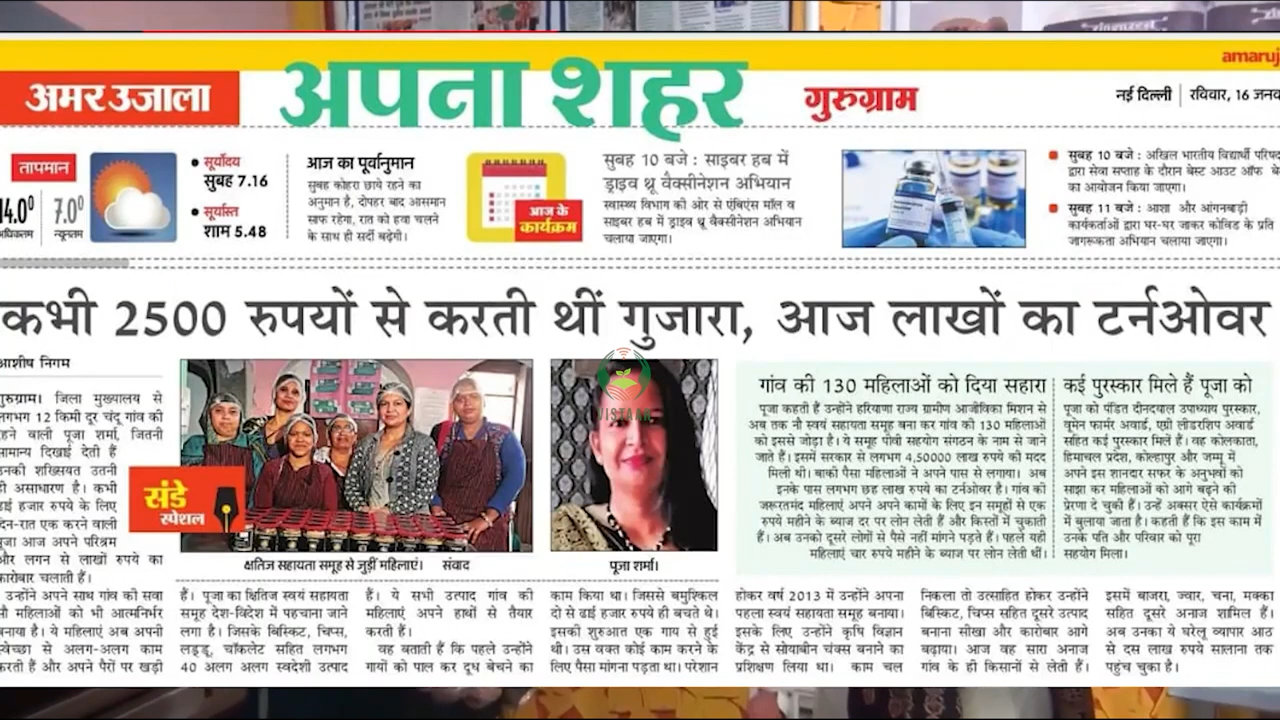 amaruj
अमर उजाला
अपना शहर
गुरुग्राम
नई दिल्ली
रविवार, 16 जनव
तापमान
14.0⁰
अधिकतम
7.0⁰
न्यूनतम
सूर्योदय
सुबह 7.16
सूर्यास्त
शाम 5.48
आज का पूर्वानुमान
सुबह कोहरा छाये रहने का
अनुमान है, दोपहर बाद आसमान
साफ रहेगा, रात को हवा चलने
के साथ ही सर्दी बढ़ेगी।
आज के
कार्यक्रम
सुबह 10 बजे : साइबर हब में
ड्राइव थ्रू वैक्सीनेशन अभियान
स्वास्थ्य विभाग की ओर से एंबिएंस मॉल व
साइबर हब में ड्राइव थ्रू वैक्सीनेशन अभियान
चलाया जाएगा।
सुबह 10 बजे : अखिल भारतीय विद्यार्थी परिषद
द्वारा सेवा सप्ताह के दौरान बेस्ट आउट ऑफ वे
का आयोजन किया जाएगा।
सुबह 11 बजे : आशा और आंगनबाड़ी
कार्यकर्ताओं द्वारा घर-घर जाकर कोविड के प्रति
जागरूकता अभियान चलाया जाएगा।
कभी 2500 रुपयों से करती थीं गुजारा, आज लाखों का टर्नओवर
आशीष निगम
गुरुग्राम। जिला मुख्यालय से
लगभग 12 किमी दूर चंदू गांव की
रहने वाली पूजा शर्मा, जितनी
सामान्य दिखाई देती हैं
उनकी शख्सियत उतनी
ही असाधारण है। कभी
ढाई हजार रुपये के लिए
दिन-रात एक करने वाली
पूजा आज अपने परिश्रम
और लगन से लाखों रुपये का
कारोबार चलाती हैं।
उन्होंने अपने साथ गांव की सवा
सौ महिलाओं को भी आत्मनिर्भर
बनाया है। ये महिलाएं अब अपनी
स्वेच्छा से अलग-अलग काम
करती हैं और अपने पैरों पर खड़ी
संडे
स्पेशल
क्षितिज सहायता समूह से जुड़ीं महिलाएं। संवाद
VISTAAR
पूजा शर्मा।
हैं। पूजा का क्षितिज स्वयं सहायता
समूह देश-विदेश में पहचाना जाने
लगा है। जिसके बिस्किट, चिप्स,
लड्डू, चॉकलेट सहित लगभग
40 अलग अलग स्वदेशी उत्पाद
हैं। ये सभी उत्पाद गांव की
महिलाएं अपने हाथों से तैयार
करती हैं।
वह बताती हैं कि पहले उन्होंने
गायों को पाल कर दूध बेचने का
काम किया था। जिससे बमुश्किल
दो से ढाई हजार रुपये ही बचते थे।
इसकी शुरुआत एक गाय से हुई
थी। उस वक्त कोई काम करने के
लिए पैसा मांगना पड़ता था। परेशान
गांव की 130 महिलाओं को दिया सहारा
पूजा कहती हैं उन्होंने हरियाणा राज्य ग्रामीण आजीविका मिशन से
अब तक नौ स्वयं सहायता समूह बना कर गांव की 130 महिलाओं
को इससे जोड़ा है। ये समूह पींवी सहयोग संगठन के नाम से जाने
जाते हैं। इसमें सरकार से लगभग 4,50000 लाख रुपये की मदद
मिली थी। बाकी पैसा महिलाओं ने अपने पास से लगाया। अब
इनके पास लगभग छह लाख रुपये का टर्नओवर है। गांव की
जरूरतमंद महिलाएं अपने अपने कामों के लिए इन समूहों से एक
रुपये महीने के ब्याज दर पर लोन लेती हैं और किस्तों में चुकाती
हैं। अब उनको दूसरे लोगों से पैसे नहीं मांगने पड़ते हैं। पहले यही
महिलाएं चार रुपये महीने के ब्याज पर लोन लेती थीं।
कई पुरस्कार मिले हैं पूजा को
पूजा को पंडित दीनदयाल उपाध्याय पुरस्कार,
वूमेन फार्मर अवार्ड, एग्री लीडरशिप अवार्ड
सहित कई पुरस्कार मिले हैं। वह कोलकाता,
हिमाचल प्रदेश, कोल्हापुर और जम्मू में
अपने इस शानदार सफर के अनुभवों को
साझा कर महिलाओं को आगे बढ़ने की
प्रेरणा दे चुकी हैं। उन्हें अक्सर ऐसे कार्यक्रमों
में बुलाया जाता है। कहती हैं कि इस काम में
उनके पति और परिवार को पूरा
सहयोग मिला।
होकर वर्ष 2013 में उन्होंने अपना
पहला स्वयं सहायता समूह बनाया।
इसके लिए उन्होंने कृषि विज्ञान
केंद्र से सोयाबीन चंक्स बनाने का
प्रशिक्षण लिया था। काम चल
निकला तो उत्साहित होकर उन्होंने
बिस्किट, चिप्स सहित दूसरे उत्पाद
बनाना सीखा और कारोबार आगे
बढ़ाया। आज वह सारा अनाज
गांव के ही किसानों से लेती हैं।
इसमें बाजरा, ज्वार, चना, मक्का
सहित दूसरे अनाज शामिल हैं।
अब उनका ये घरेलू व्यापार आठ
से दस लाख रुपये सालाना तक
पहुंच चुका है।